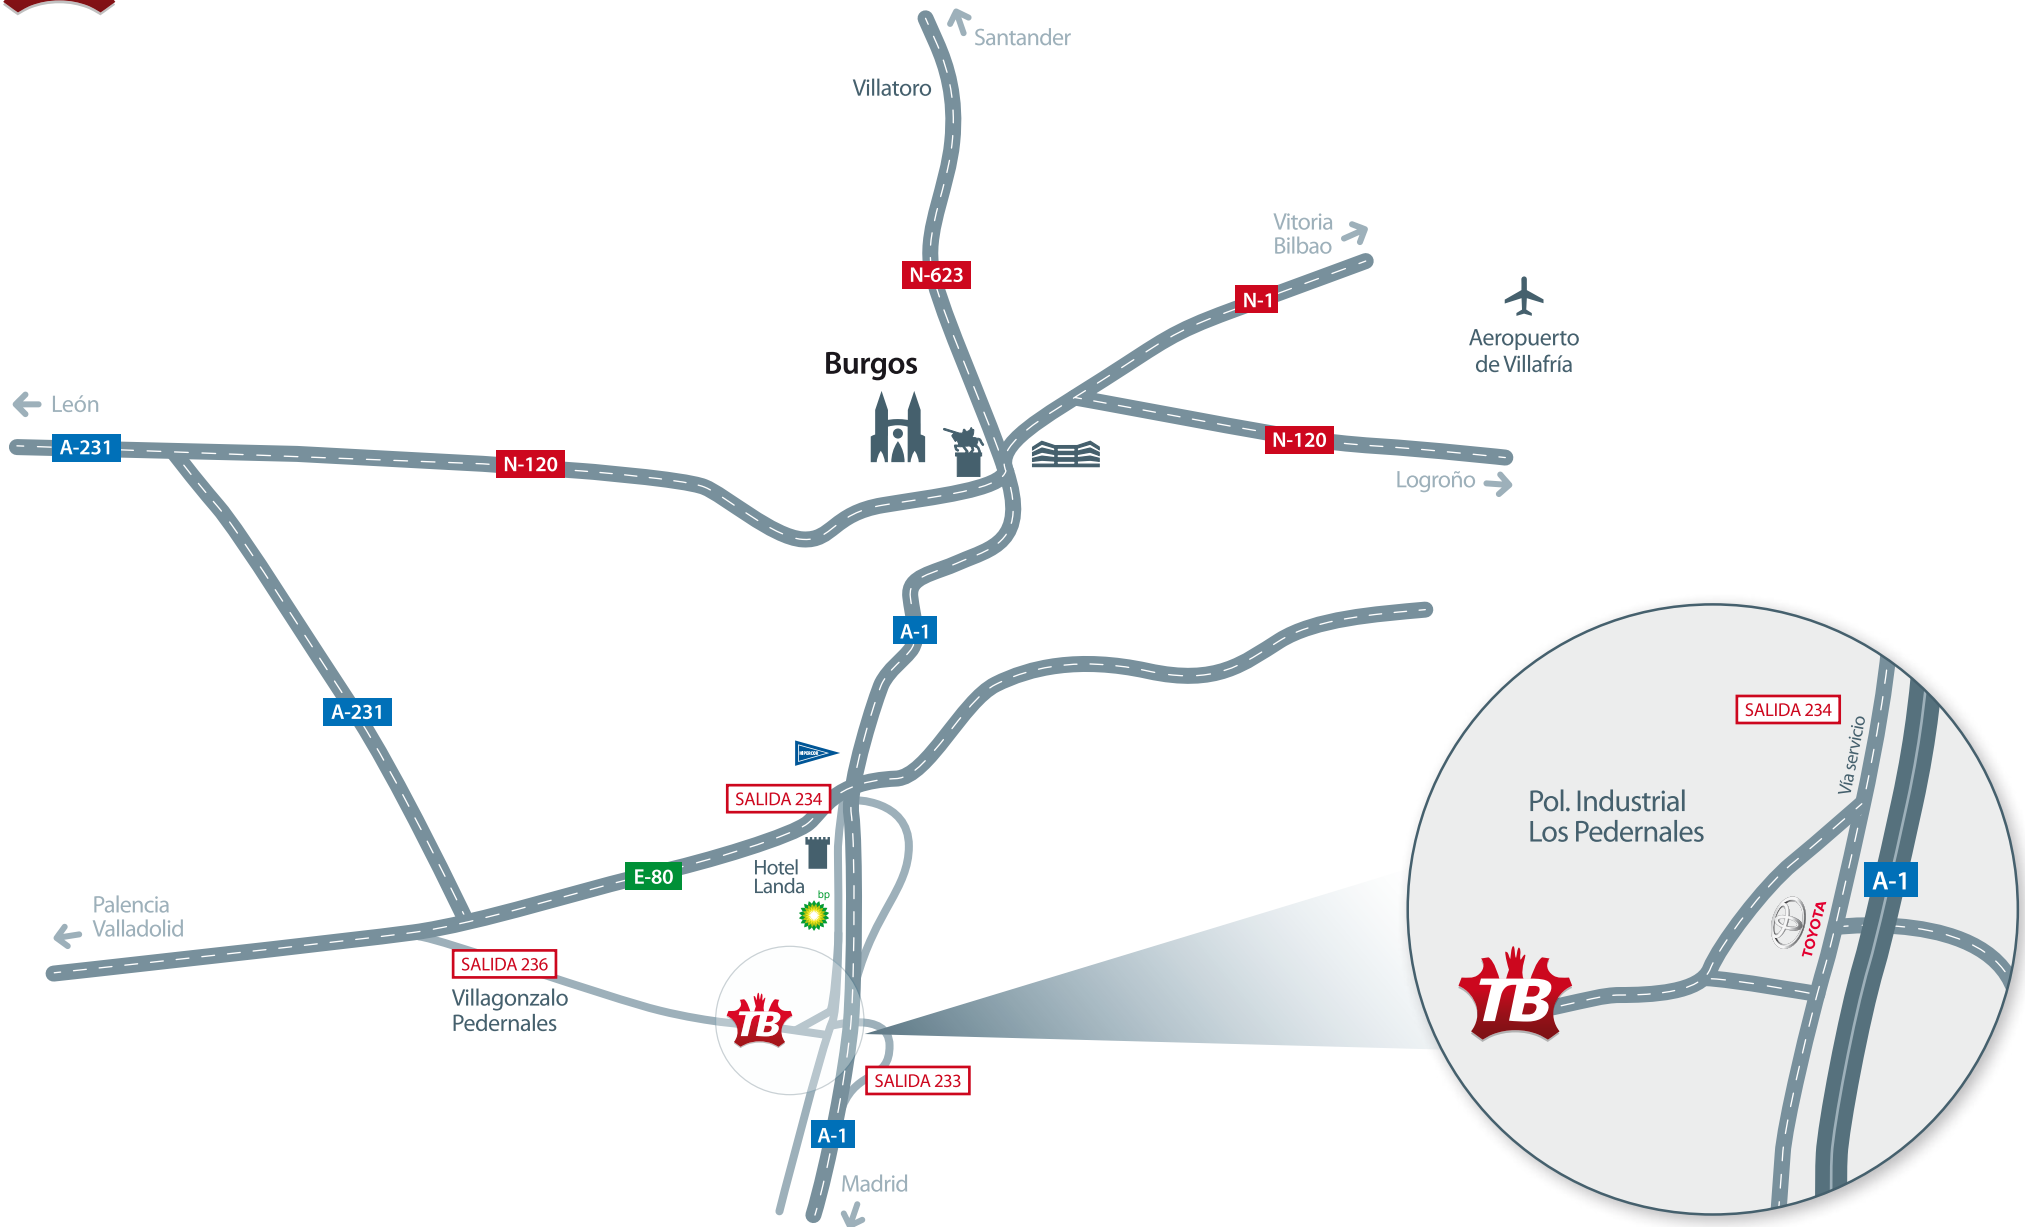 Santander
Villatoro
Vitoria
Bilbao
N-623
N-1
Aeropuerto
de Villafría
Burgos
León
A-231
N-120
N-120
Logroño
A-1
A-231
SALIDA 234
Vía servicio
HIPERCOR
SALIDA 234
Pol. Industrial
Los Pedernales
Hotel
Landa
E-80
A-1
bp
Palencia
Valladolid
TOYOTA
SALIDA 236
Villagonzalo
Pedernales
TB
TB
SALIDA 233
A-1
Madrid